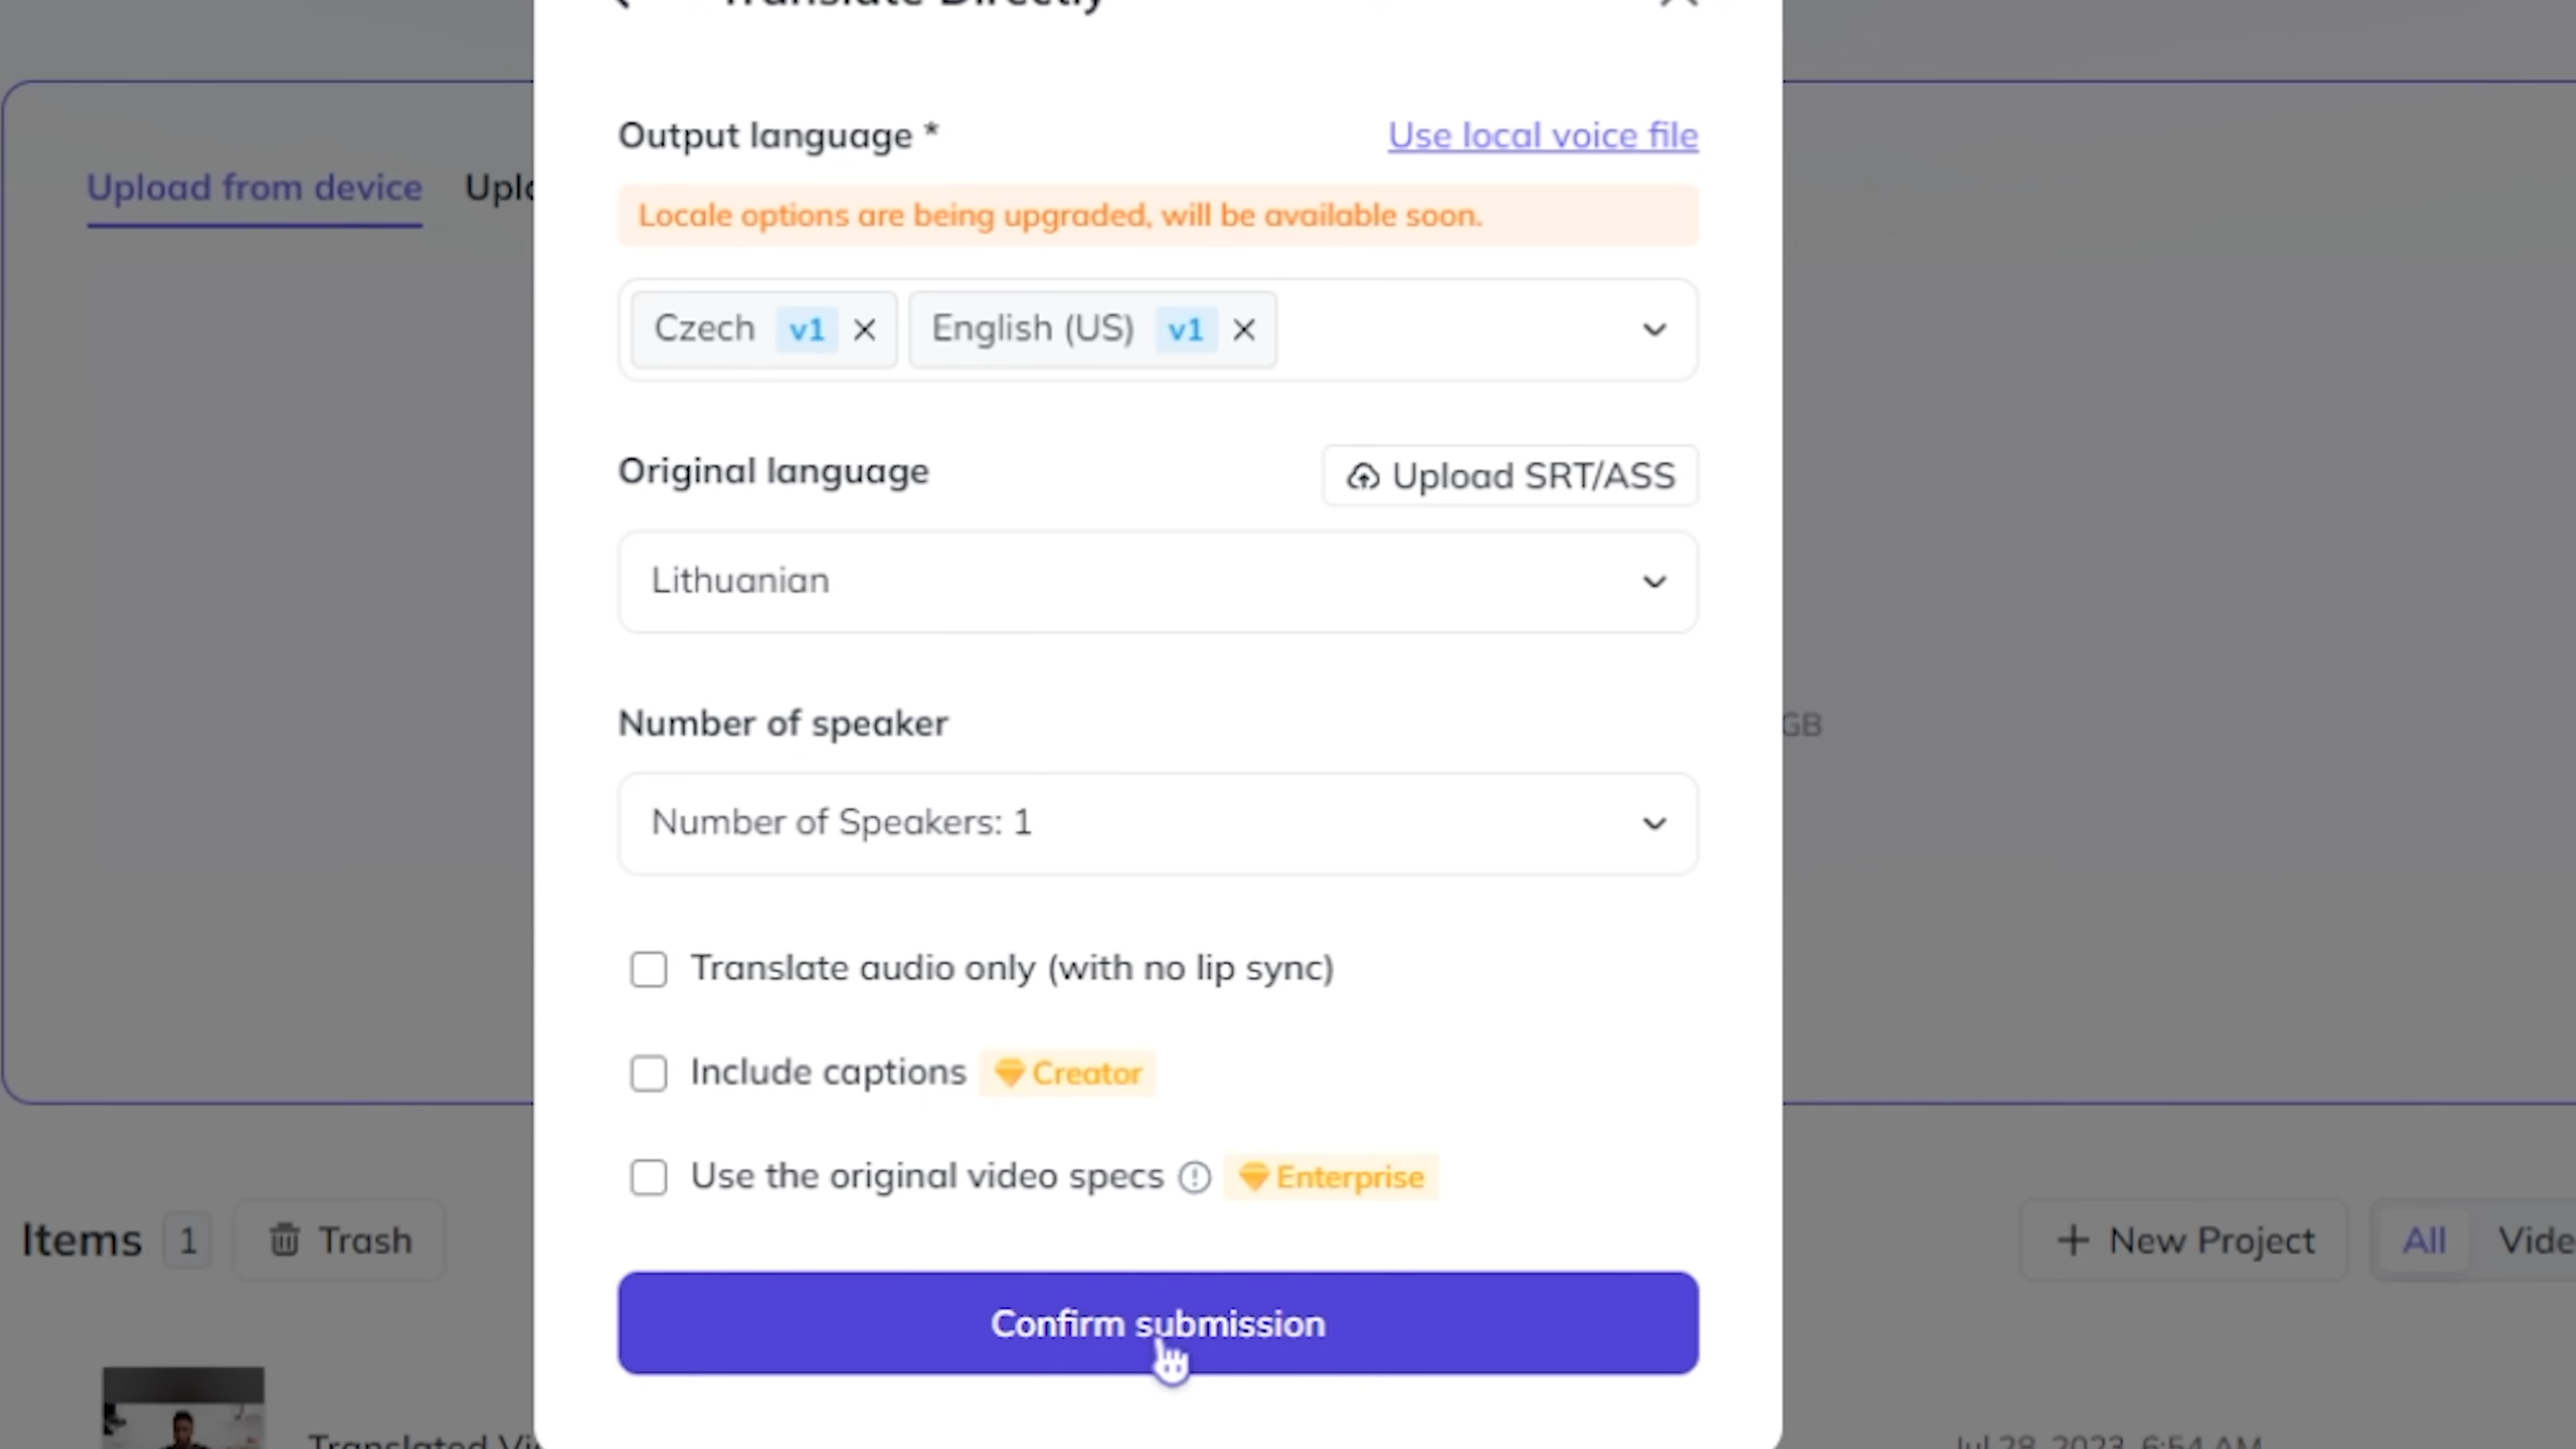 Translate Directly
Output language *
Use local voice file
Upload from device
Locale options are being upgraded, will be available soon.
Czech v1
English (US) v1
Original language
Upload SRT/ASS
Lithuanian
Number of speaker
GB
Number of Speakers: 1
Translate audio only (with no lip sync)
Include captions Creator
Use the original video specs Enterprise
Items 1 Trash
New Project
All
Confirm submission
Translated
Jul 28, 2023, 6:54 AM